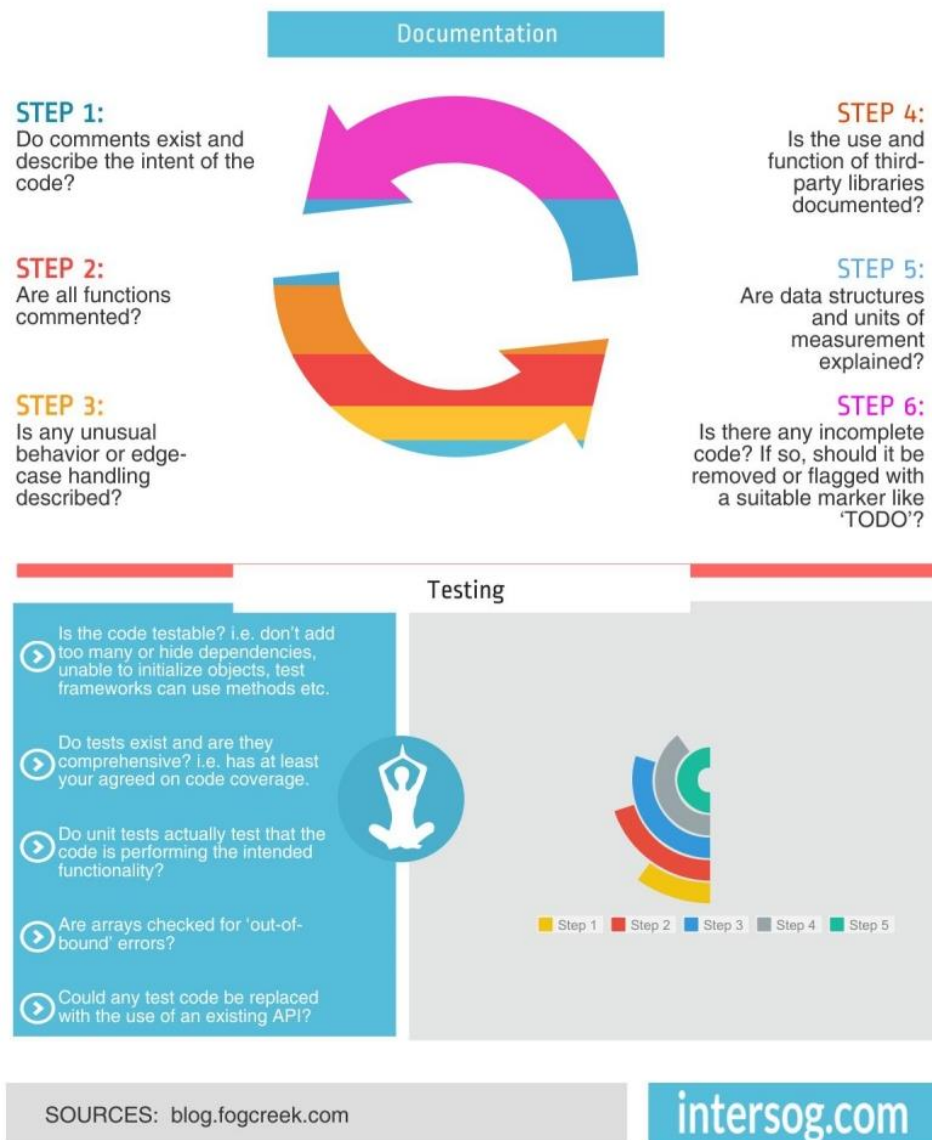 Documentation
STEP 1:
Do comments exist and
describe the intent of the
code?
STEP 2:
Are all functions
commented?
STEP 3:
Is any unusual
behavior or edge-
case handling
described?
STEP 4:
Is the use and
function of third-
party libraries
documented?
STEP 5:
Are data structures
and units of
measurement
explained?
STEP 6:
Is there any incomplete
code? If so, should it be
removed or flagged with
a suitable marker like
‘TODO’?
Testing
Is the code testable? i.e. don’t add
too many or hide dependencies,
unable to initialize objects, test
frameworks can use methods etc.
Do tests exist and are they
comprehensive? i.e. has at least
your agreed on code coverage.
Do unit tests actually test that the
code is performing the intended
functionality?
Are arrays checked for ‘out-of-
bound’ errors?
Could any test code be replaced
with the use of an existing API?
Step 1 Step 2 Step 3 Step 4 Step 5
SOURCES: blog.fogcreek.com
intersog.com